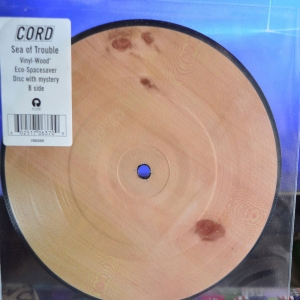 CORD
Sea of Trouble
Vinyl-Wood'
Eco-Spacesaver
Disc with mystery
B side